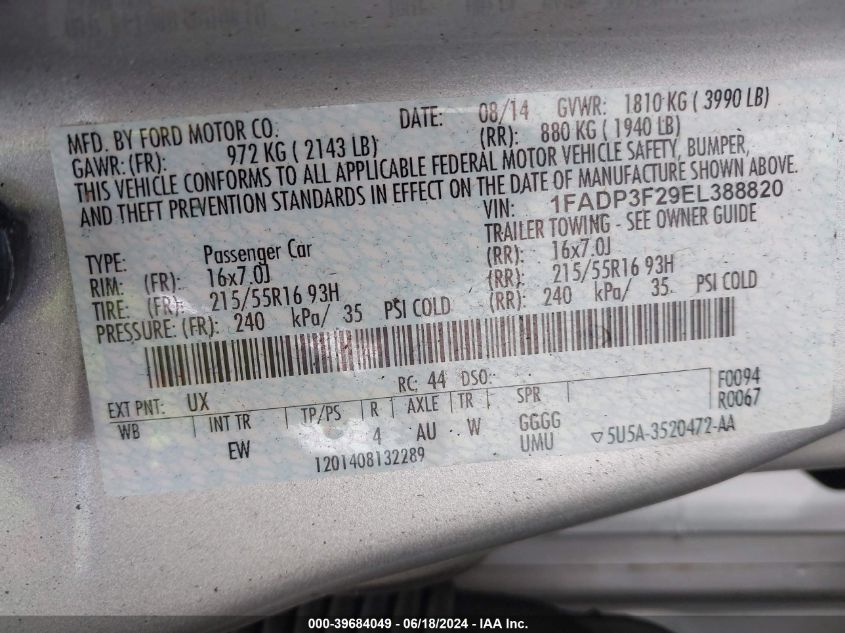 MFD. BY FORD MOTOR CO. DATE: 08/14 GVWR: 1810 KG ( 3990 LB)
GAWR: (FR): 972 KG ( 2143 LB) (RR): 880 KG ( 1940 LB)
THIS VEHICLE CONFORMS TO ALL APPLICABLE FEDERAL MOTOR VEHICLE SAFETY, BUMPER,
AND THEFT PREVENTION STANDARDS IN EFFECT ON THE DATE OF MANUFACTURE SHOWN ABOVE.
VIN: 1FADP3F29EL388820
TYPE: Passenger Car TRAILER TOWING - SEE OWNER GUIDE
RIM: (FR): 16x7.0J (RR): 16x7.0J
TIRE: (FR): 215/55R16 93H (RR): 215/55R16 93H
PRESSURE: (FR): 240 kPa/ 35 PSI COLD (RR): 240 kPa/ 35 PSI COLD
RC: 44 DSO: F0094
EXT PNT: UX R0067
WB INT TR TP/PS R AXLE TR SPR
EW 4 AU W GGGG
UMU ▽5U5A-3520472-AA
1201408132289
000-39684049 - 06/18/2024 - IAA Inc.